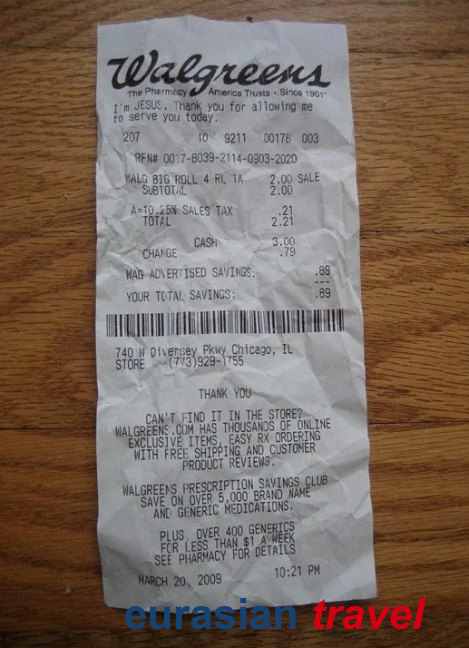 Walgreens
The Pharmacy America Trusts • Since 1901
I'm JESUS. Thank you for allowing me
to serve you today.
207 10 9211 00176 003
RFN# 0017-6039-2114-0903-2020
WALG BIG ROLL 4 RL 1A 2.00 SALE
SUBTOTAL 2.00
A=10.25% SALES TAX .21
TOTAL 2.21
CASH 3.00
CHANGE .79
WAG ADVERTISED SAVINGS: .89
---
YOUR TOTAL SAVINGS: .89
740 W Diversey Pkwy Chicago, IL
STORE (773)929-1755
THANK YOU
CAN'T FIND IT IN THE STORE?
WALGREENS.COM HAS THOUSANDS OF ONLINE
EXCLUSIVE ITEMS, EASY RX ORDERING
WITH FREE SHIPPING AND CUSTOMER
PRODUCT REVIEWS.
WALGREENS PRESCRIPTION SAVINGS CLUB
SAVE ON OVER 5,000 BRAND NAME
AND GENERIC MEDICATIONS.
PLUS, OVER 400 GENERICS
FOR LESS THAN $1 A WEEK
SEE PHARMACY FOR DETAILS
MARCH 20, 2009 10:21 PM
eurasian travel